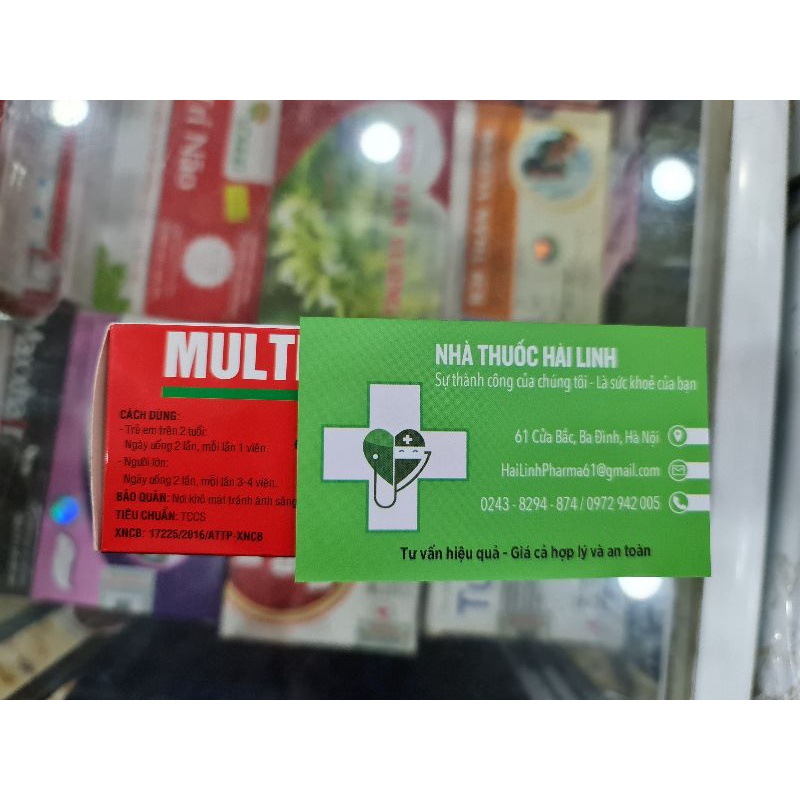 Trí Não
MULT
CÁCH DÙNG:
- Trẻ em trên 2 tuổi:
Ngày uống 2 lần, mỗi lần 1 viên
- Người lớn:
Ngày uống 2 lần, mỗi lần 3-4 viên.
BẢO QUẢN: Nơi khô mát tránh ánh sáng
TIÊU CHUẨN: TCCS
XNCB: 17225/2016/ATTP-XNCB
NHÀ THUỐC HẢI LINH
Sự thành công của chúng tôi - Là sức khoẻ của bạn
61 Cửa Bắc, Ba Đình, Hà Nội
HaiLinhPharma61@gmail.com
0243 - 8294 - 874 / 0972 942 005
Tư vấn hiệu quả - Giá cả hợp lý và an toàn